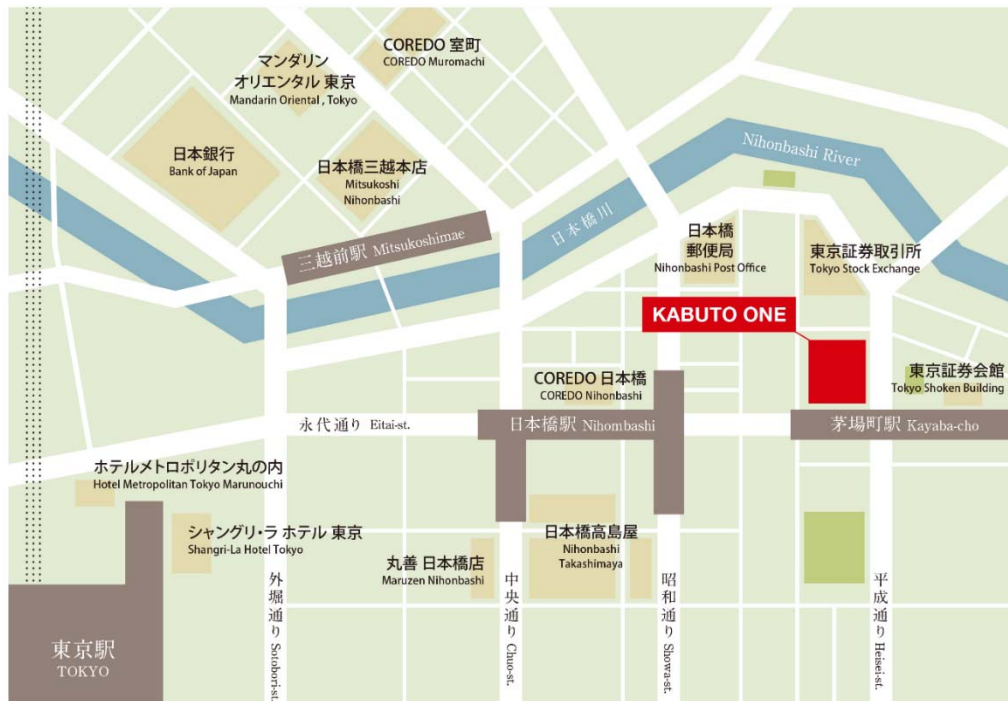 COREDO 室町
COREDO Muromachi
マンダリン
オリエンタル 東京
Mandarin Oriental , Tokyo
日本銀行
Bank of Japan
日本橋三越本店
Mitsukoshi
Nihonbashi
三越前駅 Mitsukoshimae
日本橋川
Nihonbashi River
日本橋
郵便局
Nihonbashi Post Office
東京証券取引所
Tokyo Stock Exchange
KABUTO ONE
東京証券会館
Tokyo Shoken Building
COREDO 日本橋
COREDO Nihonbashi
永代通り Eitai-st.
日本橋駅 Nihombashi
茅場町駅 Kayaba-cho
ホテルメトロポリタン丸の内
Hotel Metropolitan Tokyo Marunouchi
シャングリ・ラ ホテル 東京
Shangri-La Hotel Tokyo
丸善 日本橋店
Maruzen Nihonbashi
日本橋高島屋
Nihonbashi
Takashimaya
外堀通り Sotobori-st.
中央通り Chuo-st.
昭和通り Showa-st.
平成通り Heisei-st.
東京駅
TOKYO